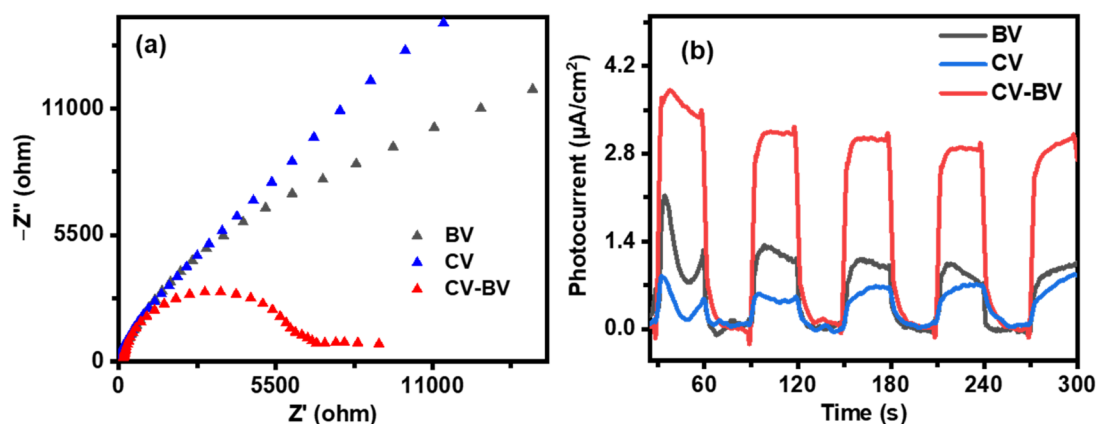 (a)
−Z'' (ohm)
11000
5500
0
BV
CV
CV-BV
0
5500
11000
Z' (ohm)
(b)
Photocurrent (μA/cm²)
4.2
2.8
1.4
0.0
BV
CV
CV-BV
60
120
180
240
300
Time (s)